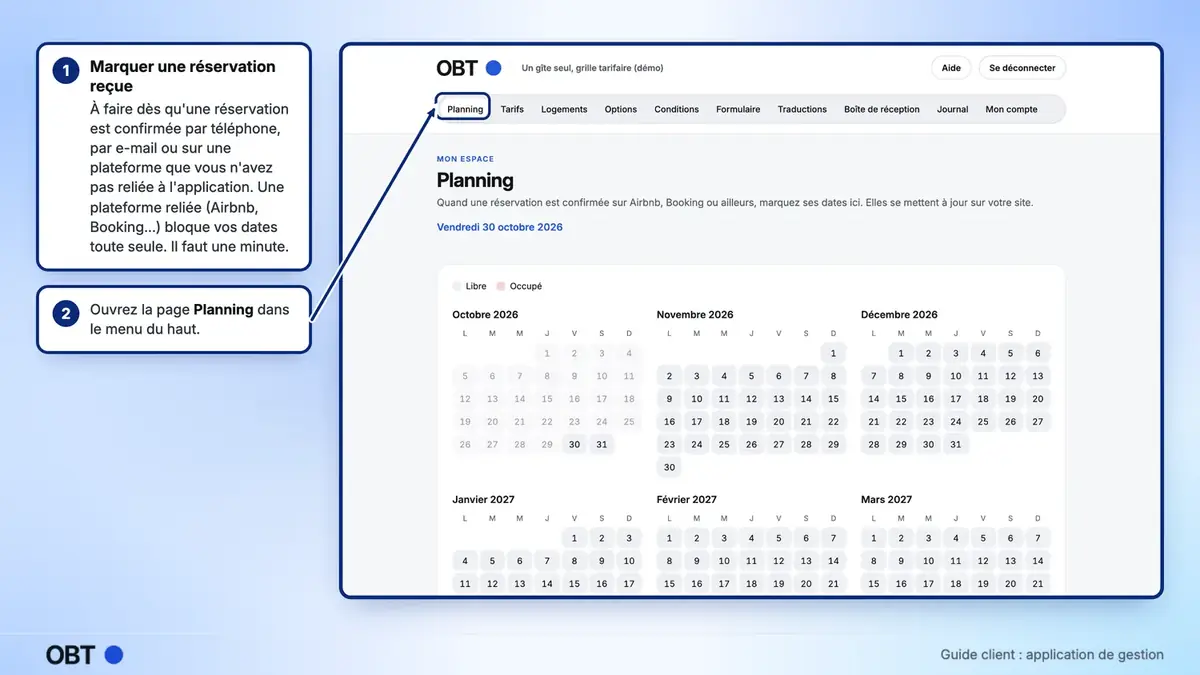 1
Marquer une réservation
reçue
À faire dès qu'une réservation
est confirmée par téléphone,
par e-mail ou sur une
plateforme que vous n'avez
pas reliée à l'application. Une
plateforme reliée (Airbnb,
Booking...) bloque vos dates
toute seule. Il faut une minute.
2
Ouvrez la page Planning dans
le menu du haut.
OBT
Un gîte seul, grille tarifaire (démo)
Aide
Se déconnecter
Planning Tarifs Logements Options Conditions Formulaire Traductions Boîte de réception Journal Mon compte
MON ESPACE
Planning
Quand une réservation est confirmée sur Airbnb, Booking ou ailleurs, marquez ses dates ici. Elles se mettent à jour sur votre site.
Vendredi 30 octobre 2026
Libre Occupé
Octobre 2026
L M M J V S D
1 2 3 4
5 6 7 8 9 10 11
12 13 14 15 16 17 18
19 20 21 22 23 24 25
26 27 28 29 30 31
Novembre 2026
L M M J V S D
1
2 3 4 5 6 7 8
9 10 11 12 13 14 15
16 17 18 19 20 21 22
23 24 25 26 27 28 29
30
Décembre 2026
L M M J V S D
1 2 3 4 5 6
7 8 9 10 11 12 13
14 15 16 17 18 19 20
21 22 23 24 25 26 27
28 29 30 31
Janvier 2027
L M M J V S D
1 2 3
4 5 6 7 8 9 10
11 12 13 14 15 16 17
Février 2027
L M M J V S D
1 2 3 4 5 6 7
8 9 10 11 12 13 14
15 16 17 18 19 20 21
Mars 2027
L M M J V S D
1 2 3 4 5 6 7
8 9 10 11 12 13 14
15 16 17 18 19 20 21
OBT
Guide client : application de gestion